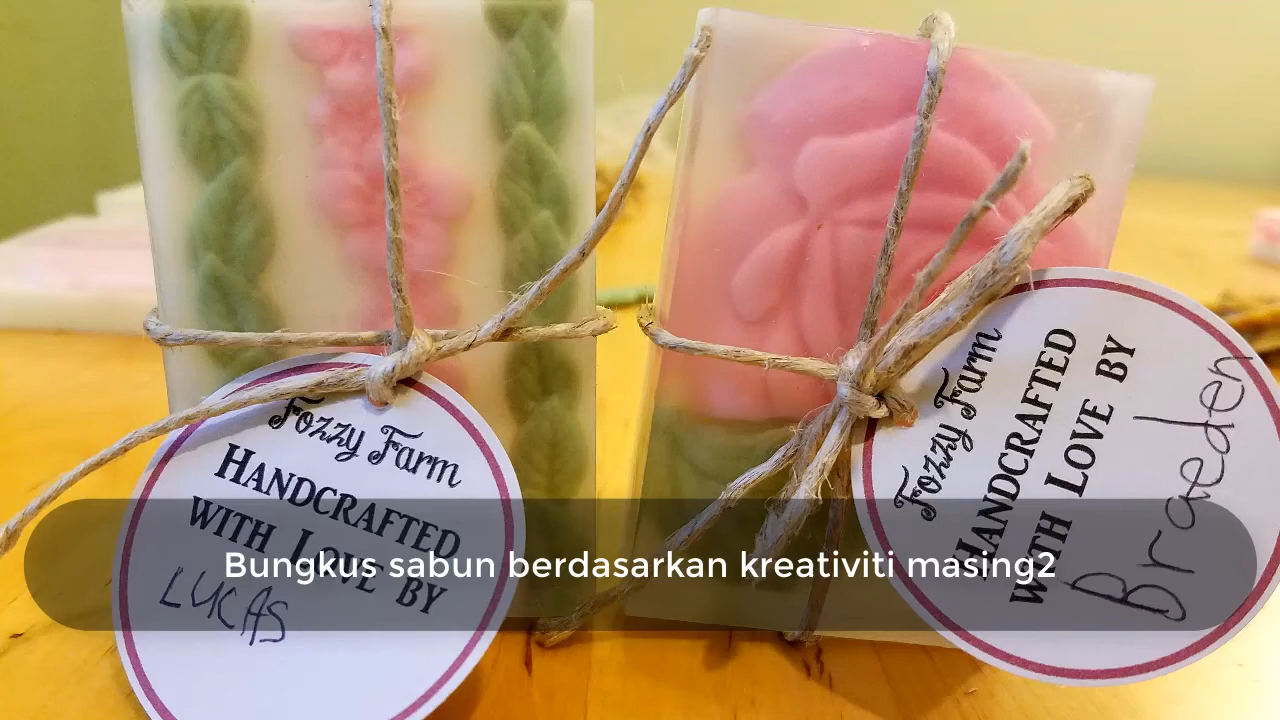 Fozzy Farm
HANDCRAFTED
WITH LOVE BY
LUCAS
Fozzy Farm
HANDCRAFTED
WITH LOVE BY
Braeden
Bungkus sabun berdasarkan kreativiti masing2